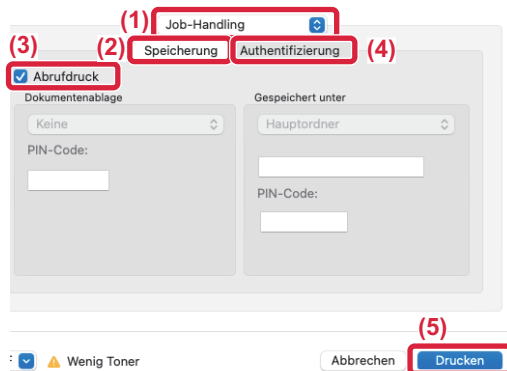 (1) Job-Handling
(2) Speicherung Authentifizierung (4)
(3)
Abrufdruck
Dokumentenablage Gespeichert unter
Keine Hauptordner
PIN-Code:
PIN-Code:
(5)
Wenig Toner Abbrechen Drucken